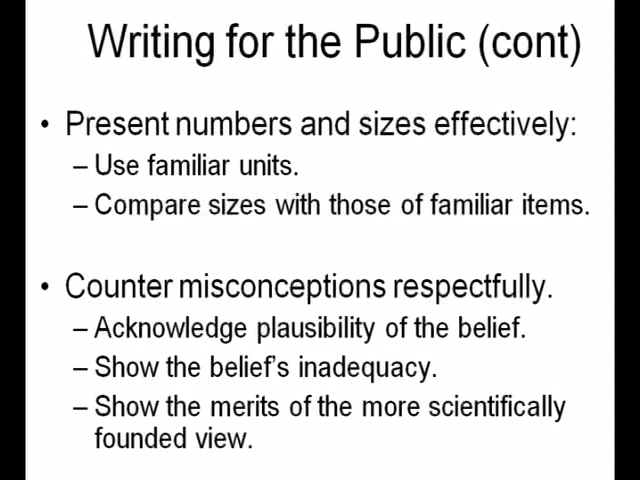 Writing for the Public (cont)
• Present numbers and sizes effectively:
– Use familiar units.
– Compare sizes with those of familiar items.
• Counter misconceptions respectfully.
– Acknowledge plausibility of the belief.
– Show the belief's inadequacy.
– Show the merits of the more scientifically
founded view.